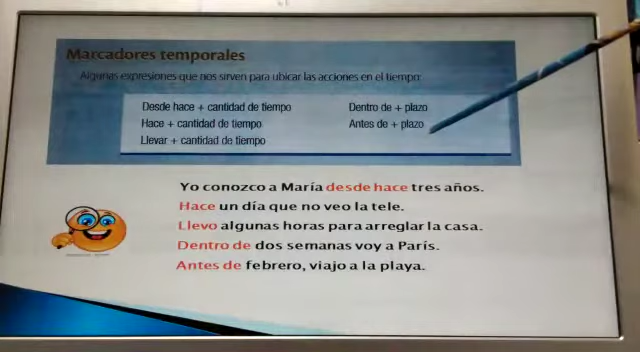 Marcadores temporales
Algunas expresiones que nos sirven para ubicar las acciones en el tiempo:
Desde hace + cantidad de tiempo
Hace + cantidad de tiempo
Llevar + cantidad de tiempo
Dentro de + plazo
Antes de + plazo
Yo conozco a María desde hace tres años.
Hace un día que no veo la tele.
Llevo algunas horas para arreglar la casa.
Dentro de dos semanas voy a París.
Antes de febrero, viajo a la playa.